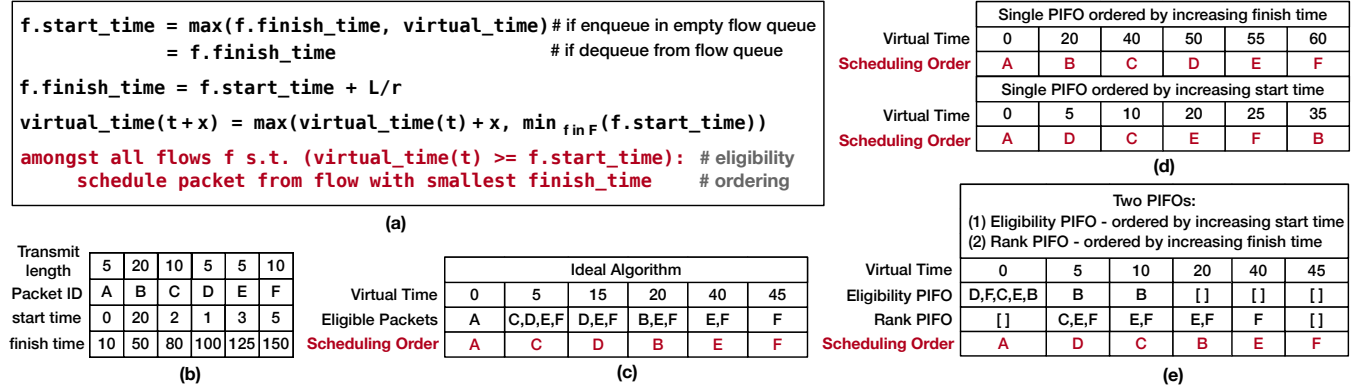 f.start_time = max(f.finish_time, virtual_time) # if enqueue in empty flow queue
= f.finish_time # if dequeue from flow queue
f.finish_time = f.start_time + L/r
virtual_time(t+x) = max(virtual_time(t)+x, min f in F(f.start_time))
amongst all flows f s.t. (virtual_time(t) >= f.start_time): # eligibility
schedule packet from flow with smallest finish_time # ordering
(a)
Transmit length 5 20 10 5 5 10
Packet ID A B C D E F
start time 0 20 2 1 3 5
finish time 10 50 80 100 125 150
(b)
Ideal Algorithm
Virtual Time 0 5 15 20 40 45
Eligible Packets A C,D,E,F D,E,F B,E,F E,F F
Scheduling Order A C D B E F
(c)
Single PIFO ordered by increasing finish time
Virtual Time 0 20 40 50 55 60
Scheduling Order A B C D E F
Single PIFO ordered by increasing start time
Virtual Time 0 5 10 20 25 35
Scheduling Order A D C E F B
(d)
Two PIFOs:
(1) Eligibility PIFO - ordered by increasing start time
(2) Rank PIFO - ordered by increasing finish time
Virtual Time 0 5 10 20 40 45
Eligibility PIFO D,F,C,E,B B B [ ] [ ] [ ]
Rank PIFO [ ] C,E,F E,F E,F F [ ]
Scheduling Order A D C B E F
(e)